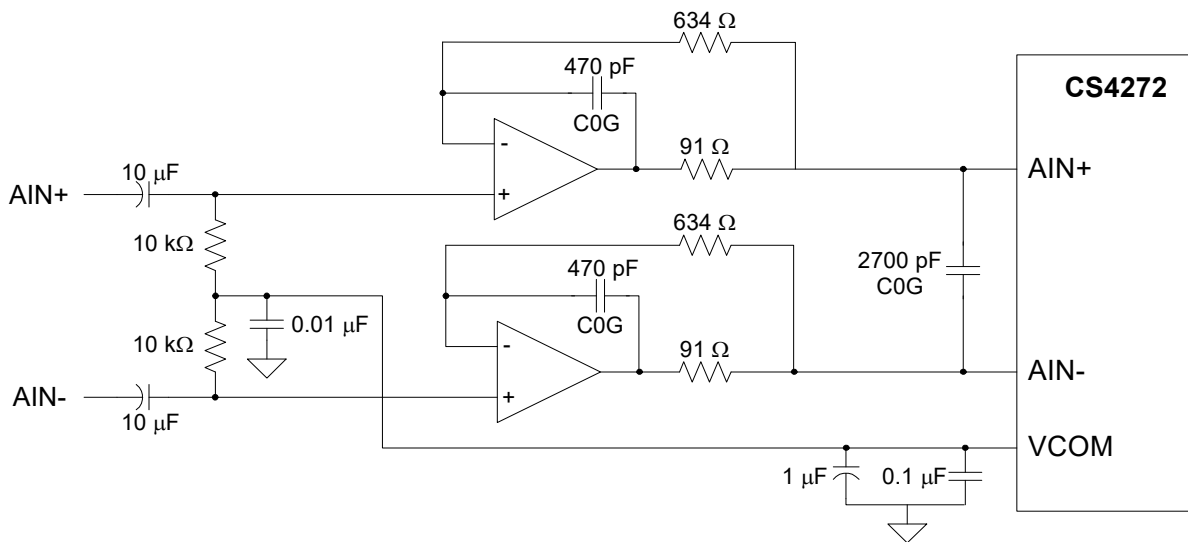 634 Ω
470 pF
C0G
CS4272
91 Ω
10 µF
AIN+
AIN+
10 kΩ
634 Ω
470 pF
C0G
2700 pF
C0G
0.01 µF
10 kΩ
91 Ω
AIN-
AIN-
10 µF
VCOM
1 µF
0.1 µF
-
+
-
+